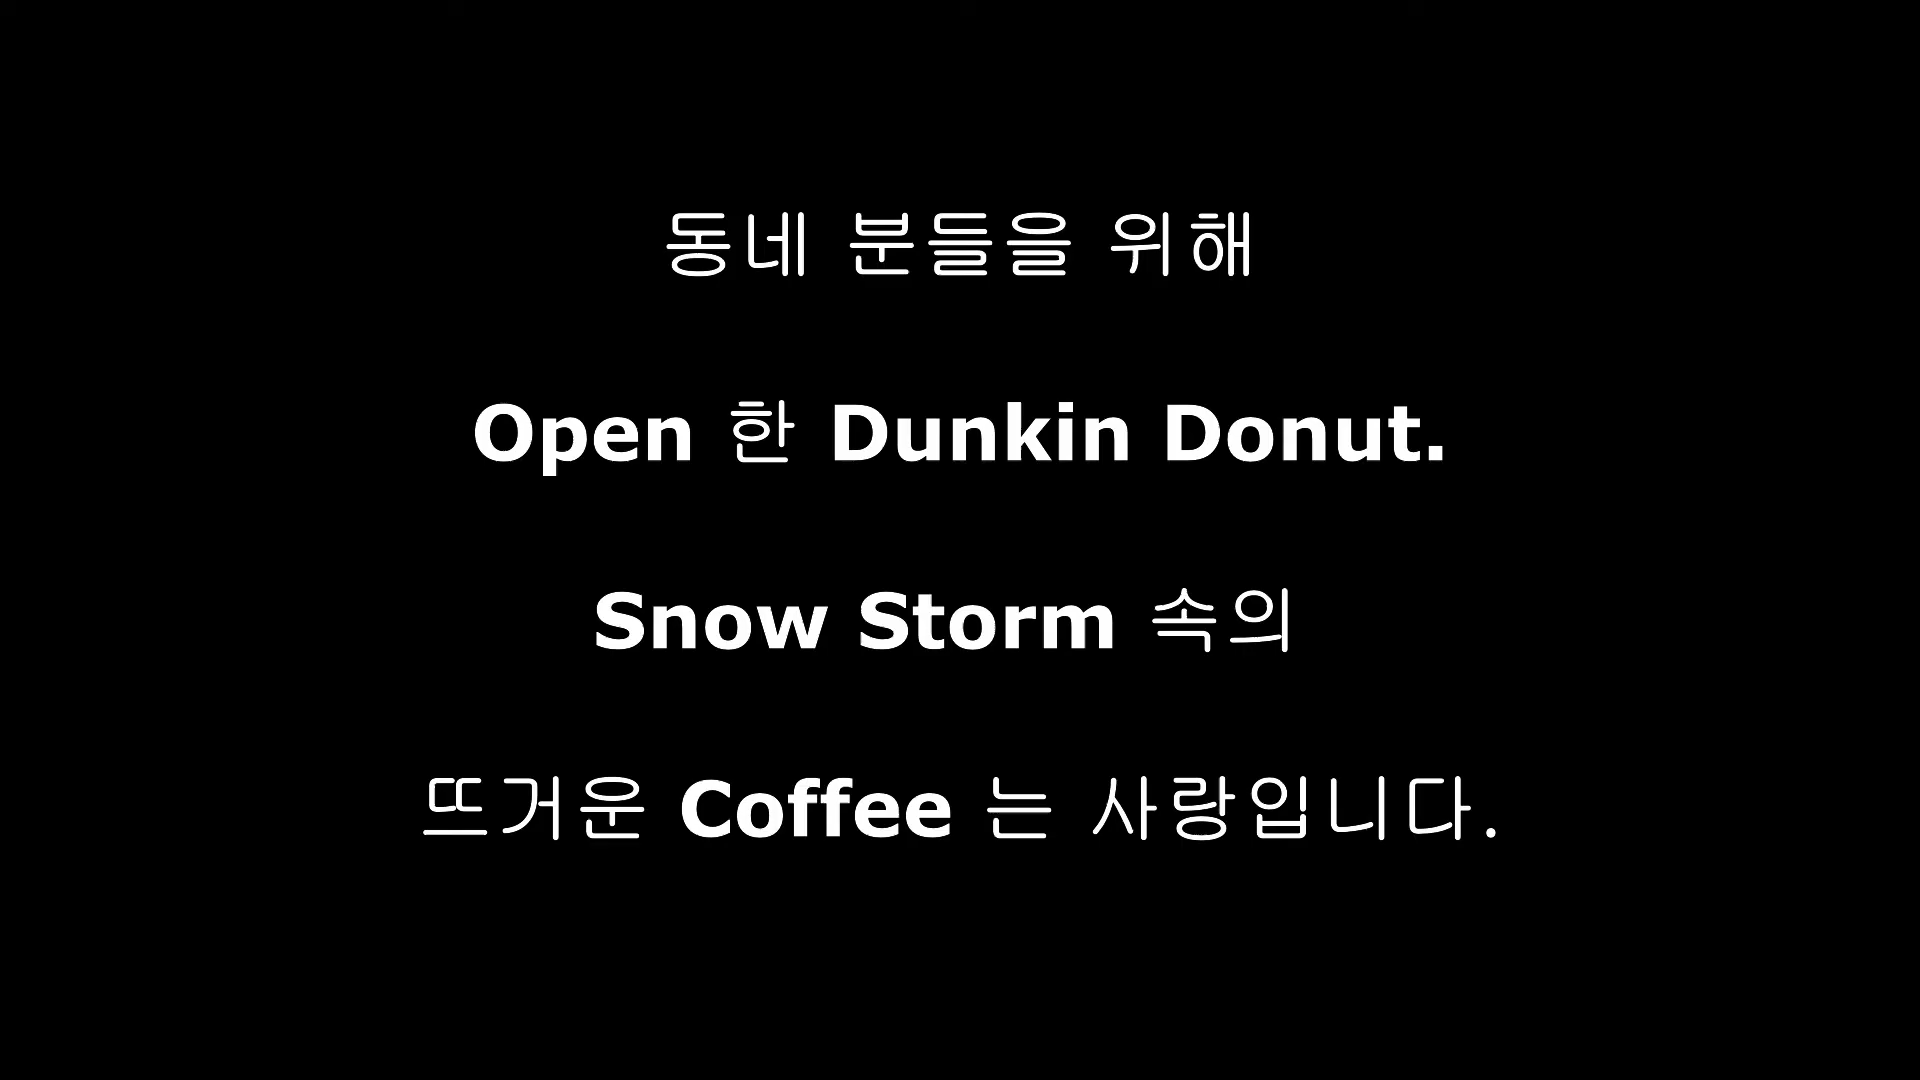 동네 분들을 위해
Open 한 Dunkin Donut.
Snow Storm 속의
뜨거운 Coffee 는 사랑입니다.